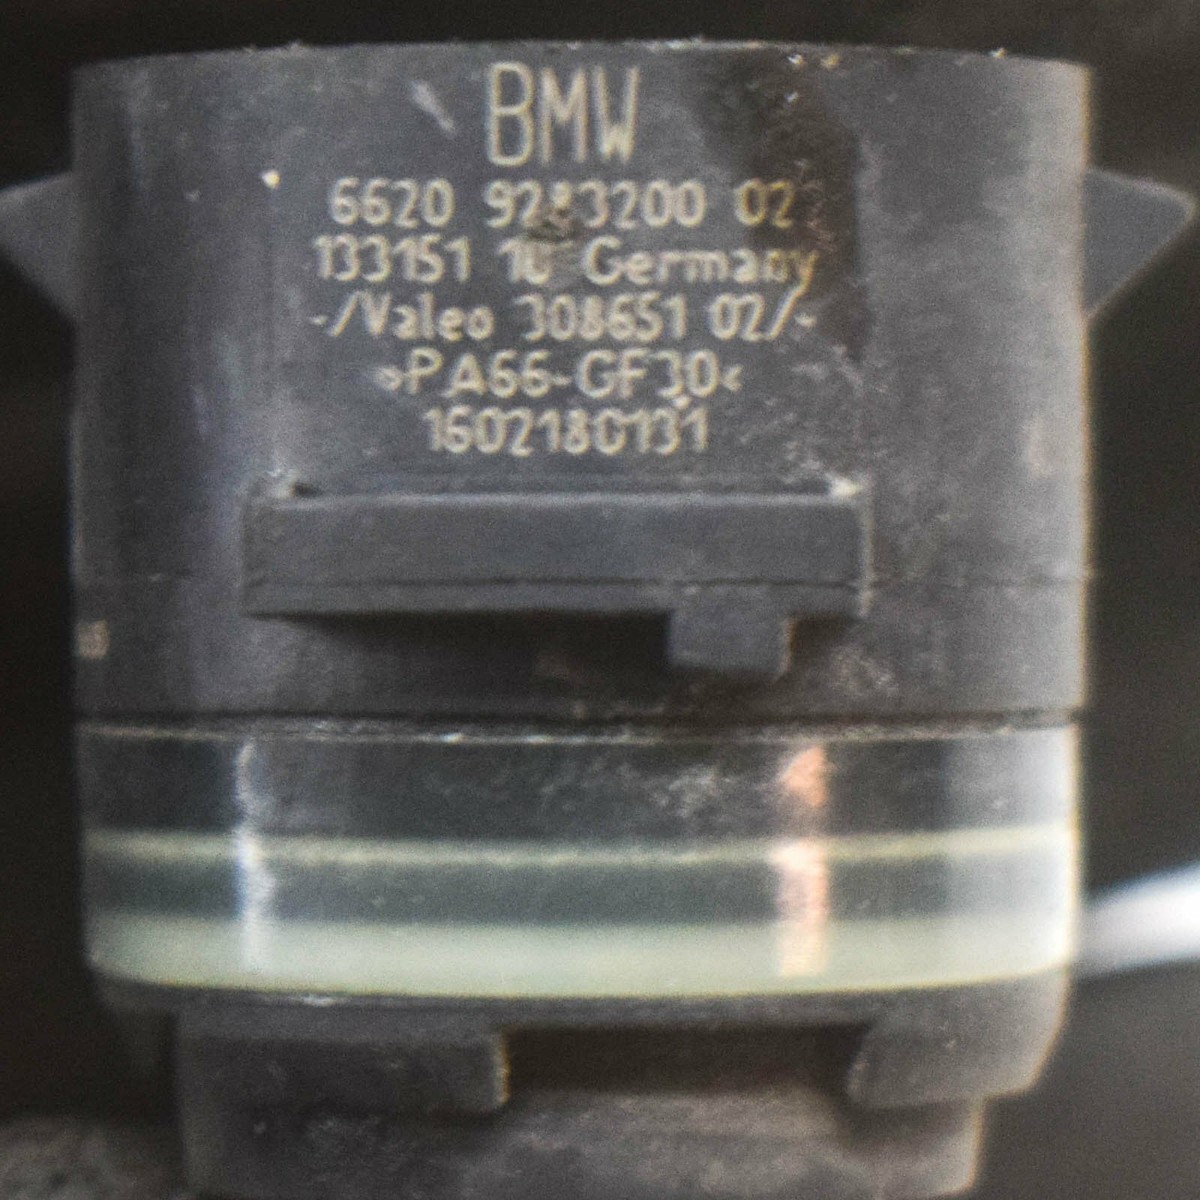 BMW
6620 9283200 02
133151 10 Germany
-/Valeo 308651 02/-
>PA66-GF30<
1602180131